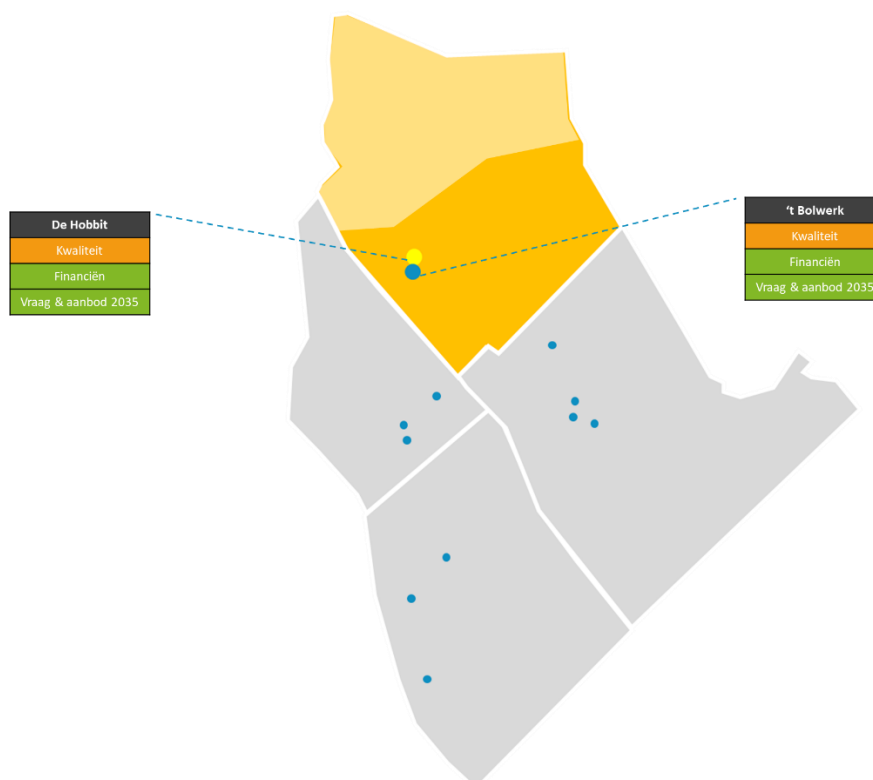 De Hobbit
Kwaliteit
Financiën
Vraag & aanbod 2035
‘t Bolwerk
Kwaliteit
Financiën
Vraag & aanbod 2035